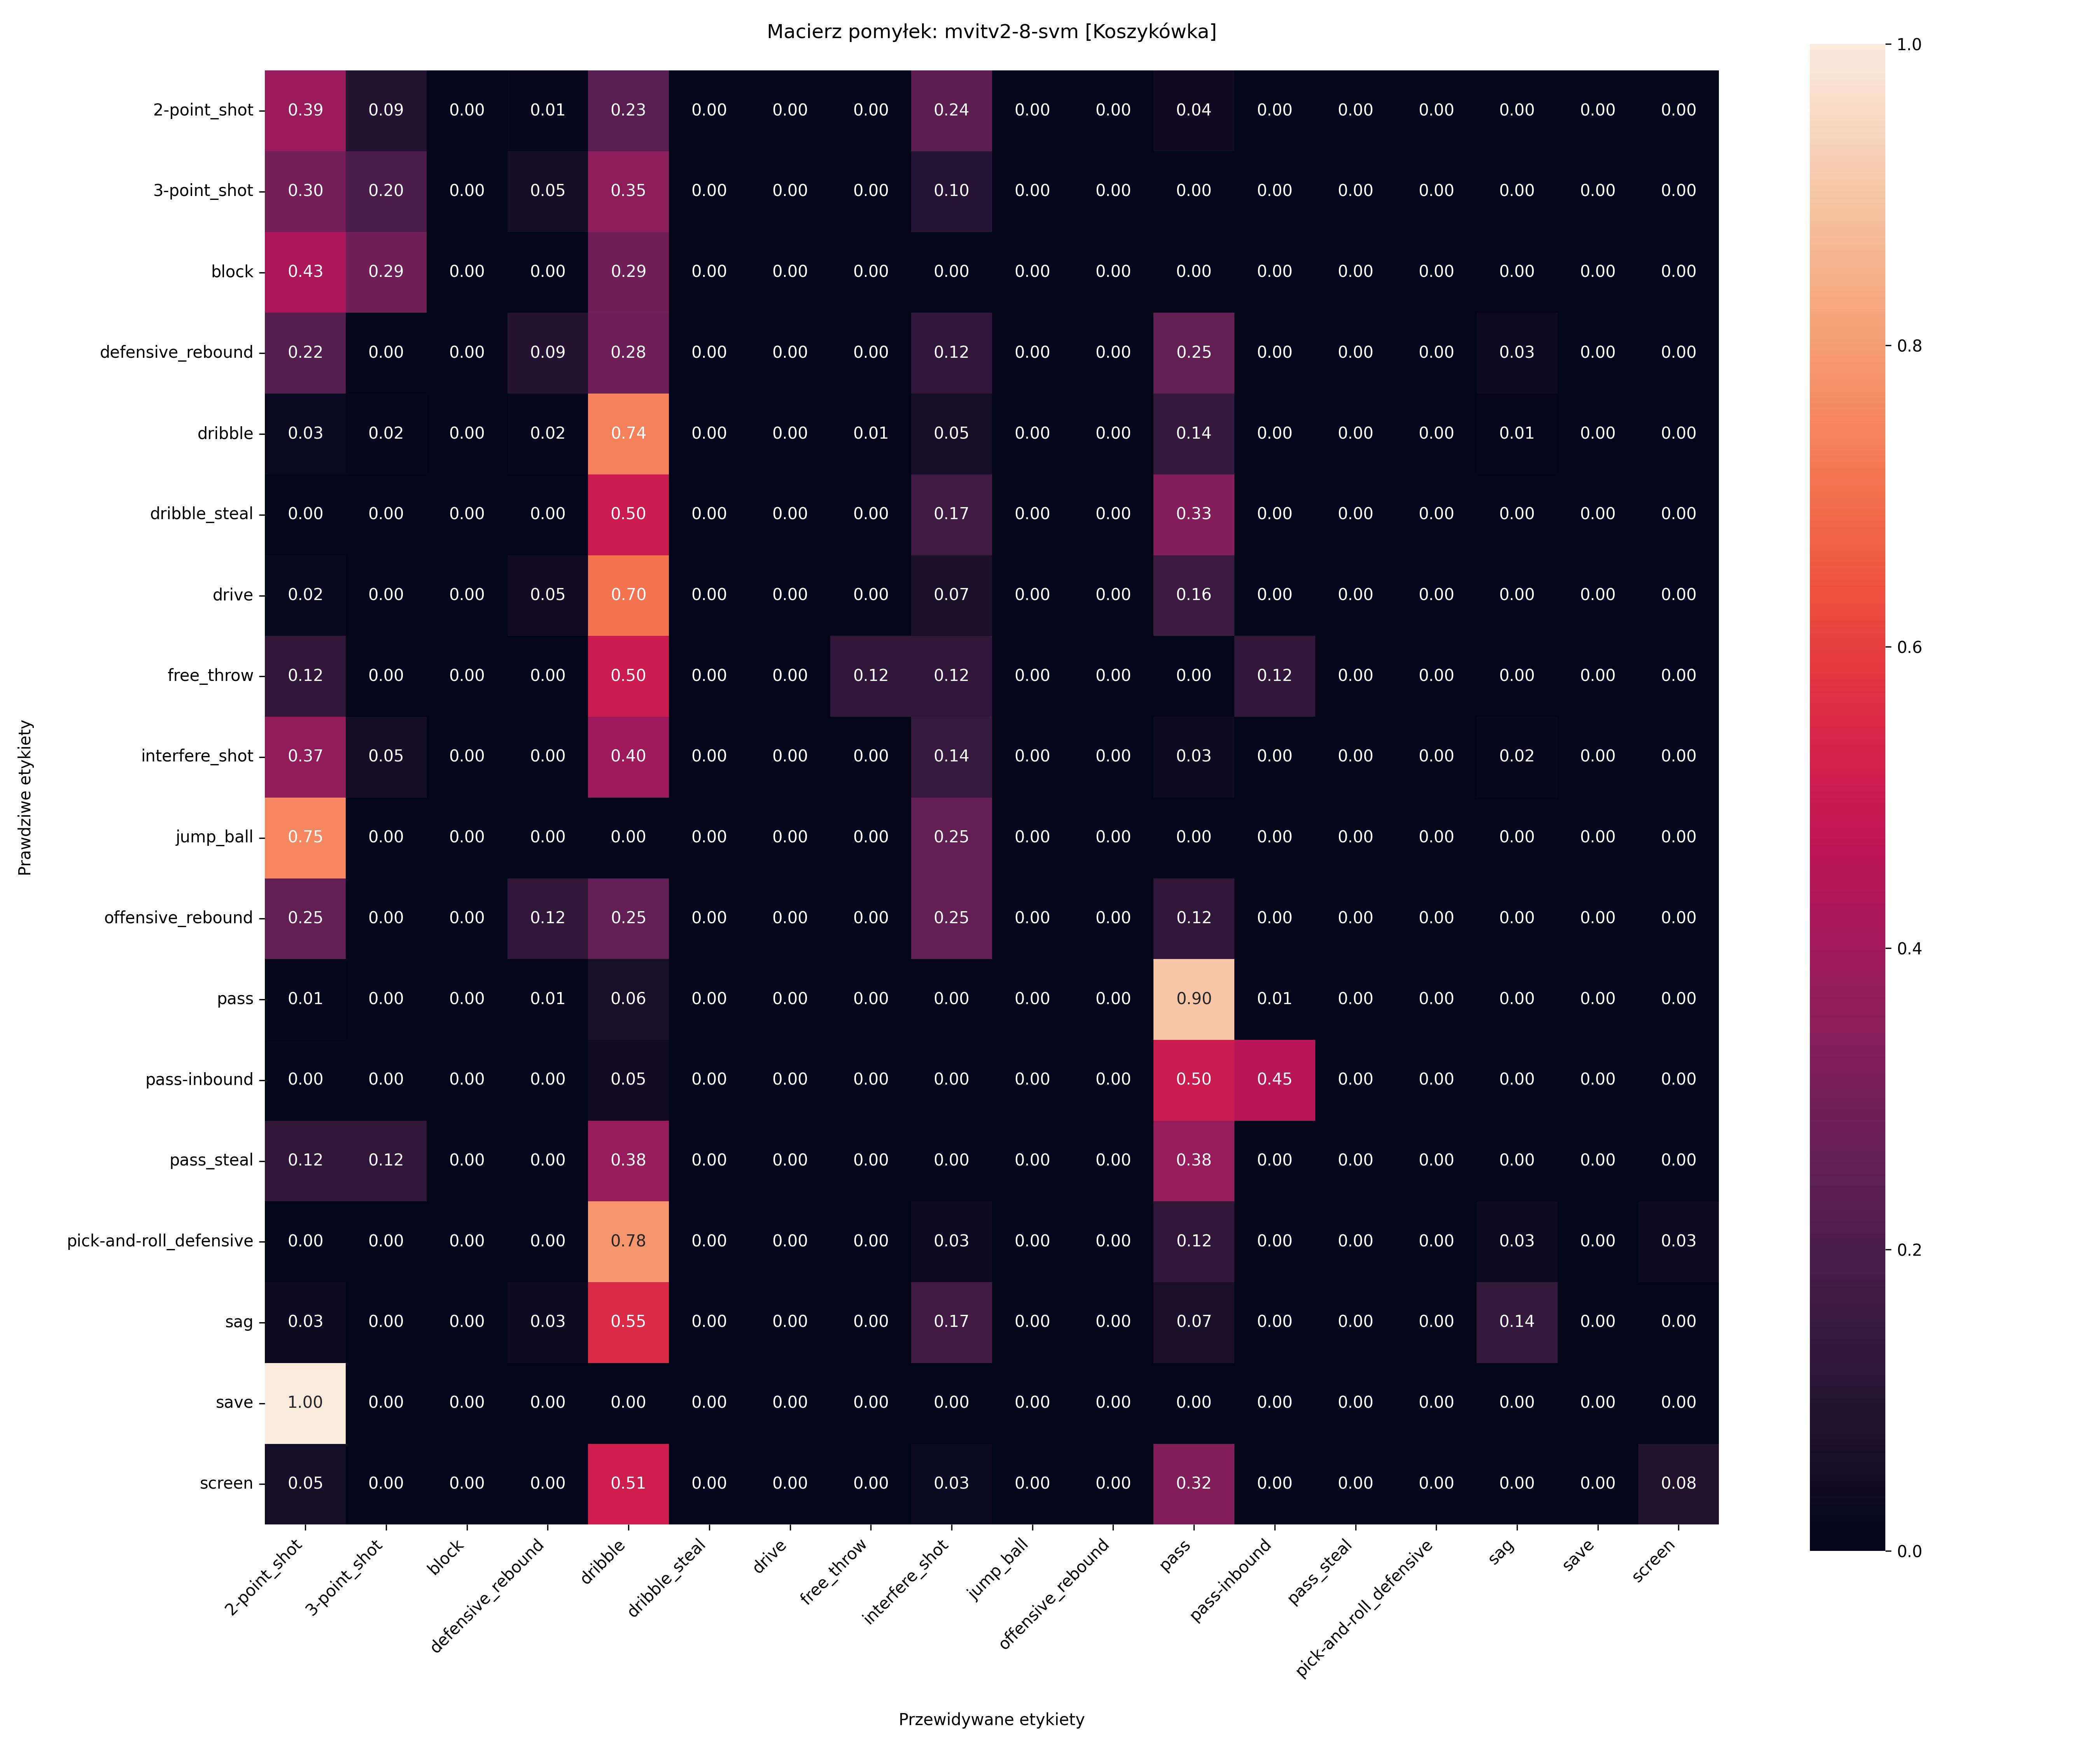 Macierz pomyłek: mvitv2-8-svm [Koszykówka]
1.0
2-point_shot 0.39 0.09 0.00 0.01 0.23 0.00 0.00 0.00 0.24 0.00 0.00 0.04 0.00 0.00 0.00 0.00 0.00 0.00
3-point_shot 0.30 0.20 0.00 0.05 0.35 0.00 0.00 0.00 0.10 0.00 0.00 0.00 0.00 0.00 0.00 0.00 0.00 0.00
block 0.43 0.29 0.00 0.00 0.29 0.00 0.00 0.00 0.00 0.00 0.00 0.00 0.00 0.00 0.00 0.00 0.00 0.00
0.8
defensive_rebound 0.22 0.00 0.00 0.09 0.28 0.00 0.00 0.00 0.12 0.00 0.00 0.25 0.00 0.00 0.00 0.03 0.00 0.00
dribble 0.03 0.02 0.00 0.02 0.74 0.00 0.00 0.01 0.05 0.00 0.00 0.14 0.00 0.00 0.00 0.01 0.00 0.00
dribble_steal 0.00 0.00 0.00 0.00 0.50 0.00 0.00 0.00 0.17 0.00 0.00 0.33 0.00 0.00 0.00 0.00 0.00 0.00
drive 0.02 0.00 0.00 0.05 0.70 0.00 0.00 0.00 0.07 0.00 0.00 0.16 0.00 0.00 0.00 0.00 0.00 0.00
0.6
free_throw 0.12 0.00 0.00 0.00 0.50 0.00 0.00 0.12 0.12 0.00 0.00 0.00 0.12 0.00 0.00 0.00 0.00 0.00
interfere_shot 0.37 0.05 0.00 0.00 0.40 0.00 0.00 0.00 0.14 0.00 0.00 0.03 0.00 0.00 0.00 0.02 0.00 0.00
Prawdziwe etykiety
jump_ball 0.75 0.00 0.00 0.00 0.00 0.00 0.00 0.00 0.25 0.00 0.00 0.00 0.00 0.00 0.00 0.00 0.00 0.00
offensive_rebound 0.25 0.00 0.00 0.12 0.25 0.00 0.00 0.00 0.25 0.00 0.00 0.12 0.00 0.00 0.00 0.00 0.00 0.00
0.4
pass 0.01 0.00 0.00 0.01 0.06 0.00 0.00 0.00 0.00 0.00 0.00 0.90 0.01 0.00 0.00 0.00 0.00 0.00
pass-inbound 0.00 0.00 0.00 0.00 0.05 0.00 0.00 0.00 0.00 0.00 0.00 0.50 0.45 0.00 0.00 0.00 0.00 0.00
pass_steal 0.12 0.12 0.00 0.00 0.38 0.00 0.00 0.00 0.00 0.00 0.00 0.38 0.00 0.00 0.00 0.00 0.00 0.00
pick-and-roll_defensive 0.00 0.00 0.00 0.00 0.78 0.00 0.00 0.00 0.03 0.00 0.00 0.12 0.00 0.00 0.00 0.03 0.00 0.03
0.2
sag 0.03 0.00 0.00 0.03 0.55 0.00 0.00 0.00 0.17 0.00 0.00 0.07 0.00 0.00 0.00 0.14 0.00 0.00
save 1.00 0.00 0.00 0.00 0.00 0.00 0.00 0.00 0.00 0.00 0.00 0.00 0.00 0.00 0.00 0.00 0.00 0.00
screen 0.05 0.00 0.00 0.00 0.51 0.00 0.00 0.00 0.03 0.00 0.00 0.32 0.00 0.00 0.00 0.00 0.00 0.08
0.0
2-point_shot 3-point_shot block defensive_rebound dribble dribble_steal drive free_throw interfere_shot jump_ball offensive_rebound pass pass-inbound pass_steal pick-and-roll_defensive sag save screen
Przewidywane etykiety